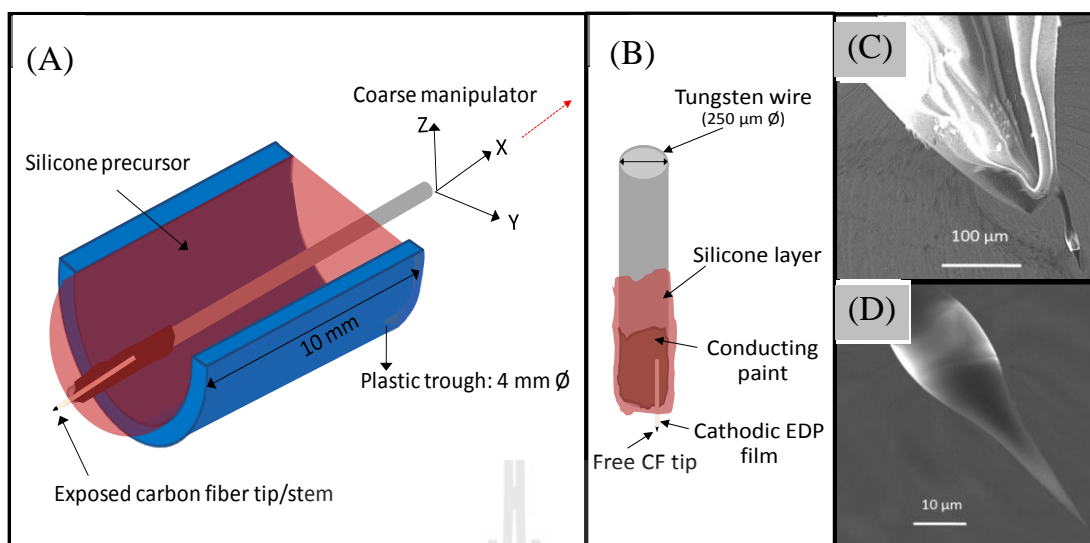 (A)
Coarse manipulator
Z
X
Y
Silicone precursor
10 mm
Plastic trough: 4 mm Ø
Exposed carbon fiber tip/stem
(B)
Tungsten wire
(250 µm Ø)
Silicone layer
Conducting
paint
Cathodic EDP
film
Free CF tip
(C)
100 µm
(D)
10 µm